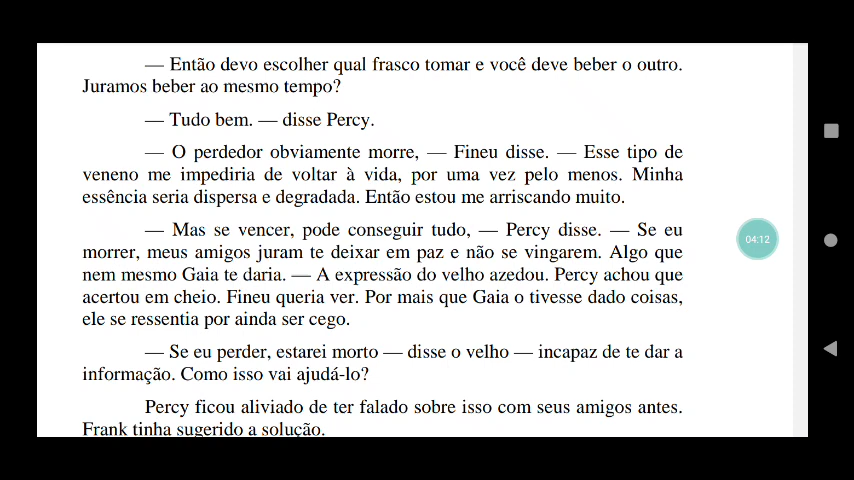 — Então devo escolher qual frasco tomar e você deve beber o outro.
Juramos beber ao mesmo tempo?
— Tudo bem. — disse Percy.
— O perdedor obviamente morre, — Fineu disse. — Esse tipo de
veneno me impediria de voltar à vida, por uma vez pelo menos. Minha
essência seria dispersa e degradada. Então estou me arriscando muito.
— Mas se vencer, pode conseguir tudo, — Percy disse. — Se eu
morrer, meus amigos juram te deixar em paz e não se vingarem. Algo que
nem mesmo Gaia te daria. — A expressão do velho azedou. Percy achou que
acertou em cheio. Fineu queria ver. Por mais que Gaia o tivesse dado coisas,
ele se ressentia por ainda ser cego.
— Se eu perder, estarei morto — disse o velho — incapaz de te dar a
informação. Como isso vai ajudá-lo?
Percy ficou aliviado de ter falado sobre isso com seus amigos antes.
Frank tinha sugerido a solução.
04:12